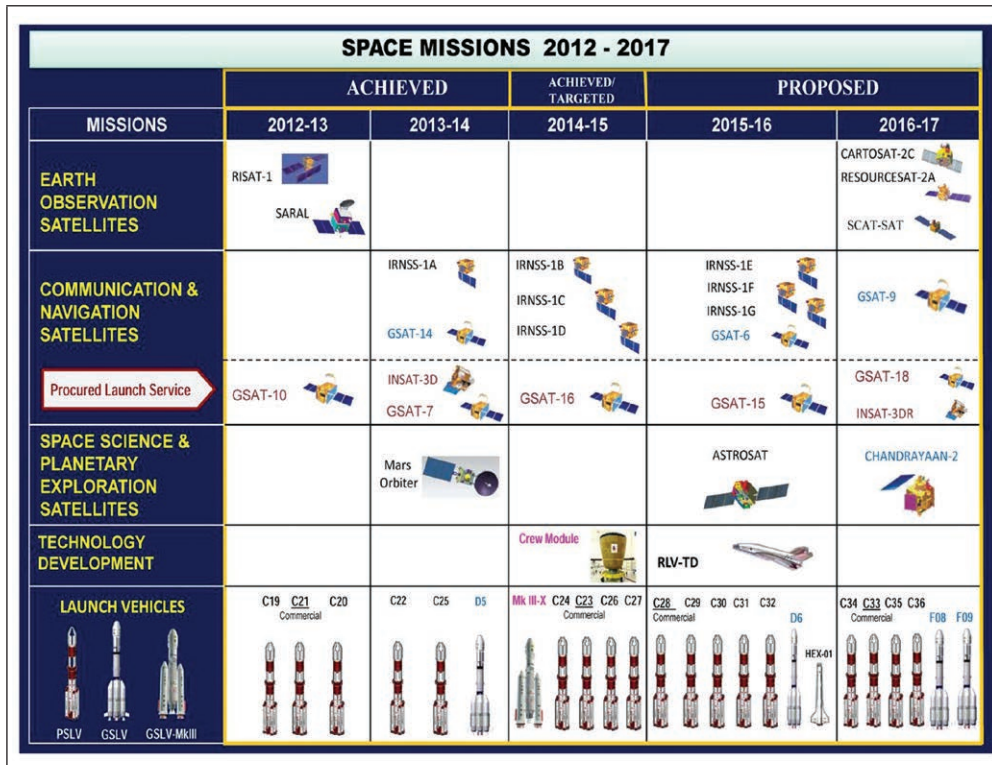 SPACE MISSIONS 2012 - 2017
ACHIEVED
ACHIEVED/
TARGETED
PROPOSED
MISSIONS
2012-13
2013-14
2014-15
2015-16
2016-17
EARTH
OBSERVATION
SATELLITES
RISAT-1
SARAL
CARTOSAT-2C
RESOURCESAT-2A
SCAT-SAT
COMMUNICATION &
NAVIGATION
SATELLITES
IRNSS-1A
GSAT-14
IRNSS-1B
IRNSS-1C
IRNSS-1D
IRNSS-1E
IRNSS-1F
IRNSS-1G
GSAT-6
GSAT-9
Procured Launch Service
GSAT-10
INSAT-3D
GSAT-7
GSAT-16
GSAT-15
GSAT-18
INSAT-3DR
SPACE SCIENCE &
PLANETARY
EXPLORATION
SATELLITES
Mars
Orbiter
ASTROSAT
CHANDRAYAAN-2
TECHNOLOGY
DEVELOPMENT
Crew Module
RLV-TD
LAUNCH VEHICLES
PSLV GSLV GSLV-MkIII
C19 C21 C20
Commercial
C22 C25 D5
Mk III-X C24 C23 C26 C27
Commercial
C28 C29 C30 C31 C32
Commercial
D6
HEX-01
C34 C33 C35 C36
Commercial
F08 F09